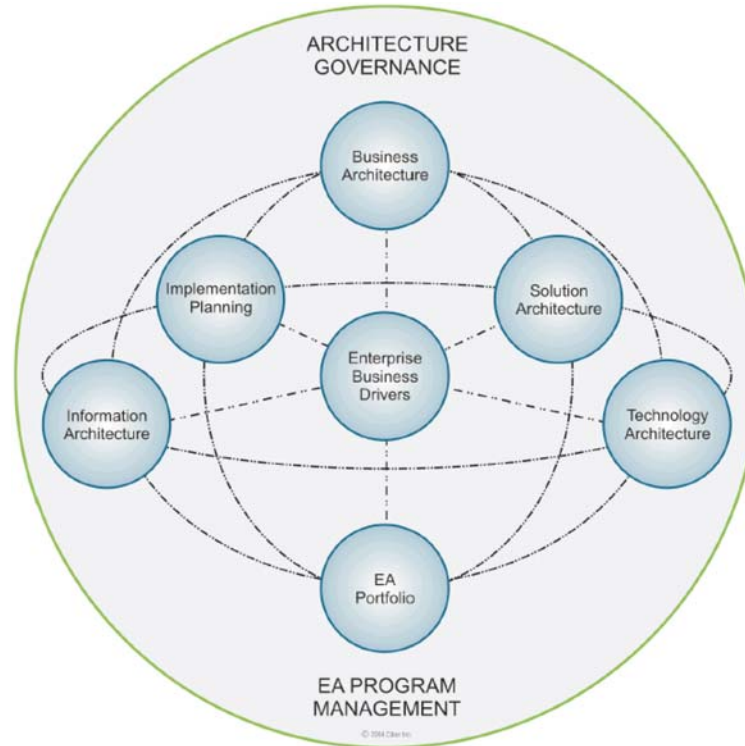 ARCHITECTURE
GOVERNANCE
Business
Architecture
Implementation
Planning
Solution
Architecture
Enterprise
Business
Drivers
Information
Architecture
Technology
Architecture
EA
Portfolio
EA PROGRAM
MANAGEMENT